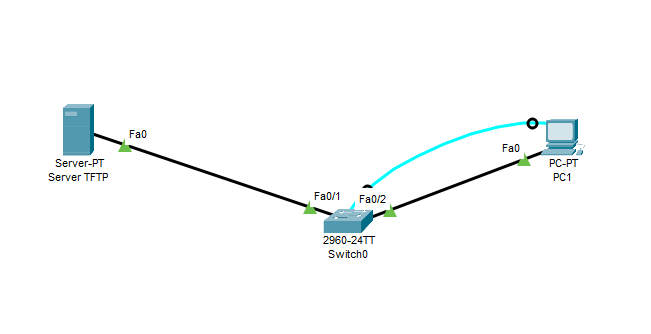 Fa0
Server-PT
Server TFTP
Fa0/1
Fa0/2
2960-24TT
Switch0
Fa0
PC-PT
PC1